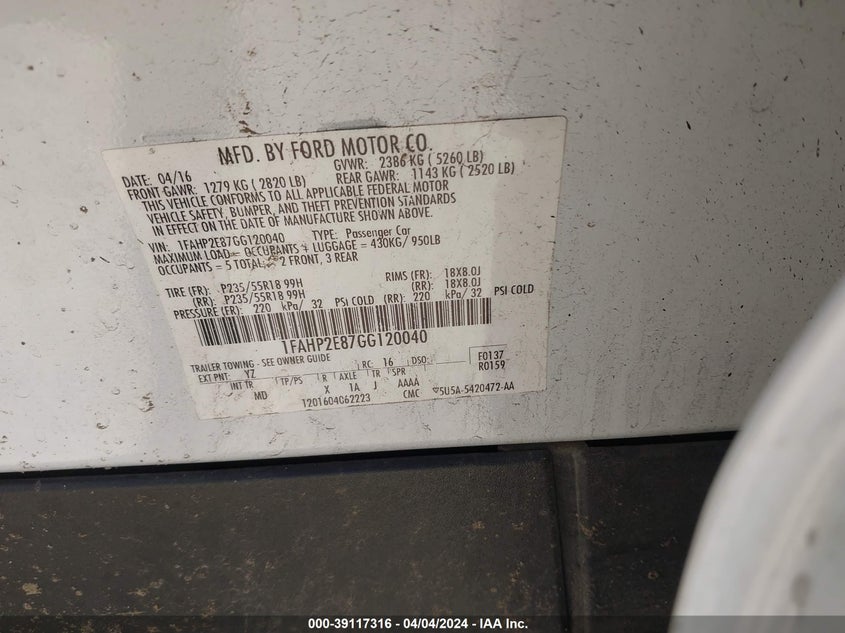 MFD. BY FORD MOTOR CO.
DATE: 04/16 GVWR: 2386 KG ( 5260 LB)
FRONT GAWR: 1279 KG ( 2820 LB) REAR GAWR: 1143 KG ( 2520 LB)
THIS VEHICLE CONFORMS TO ALL APPLICABLE FEDERAL MOTOR
VEHICLE SAFETY, BUMPER, AND THEFT PREVENTION STANDARDS
IN EFFECT ON THE DATE OF MANUFACTURE SHOWN ABOVE.
VIN: 1FAHP2E87GG120040 TYPE: Passenger Car
MAXIMUM LOAD= OCCUPANTS + LUGGAGE = 430KG/ 950LB
OCCUPANTS = 5 TOTAL: 2 FRONT, 3 REAR
TIRE (FR): P235/55R18 99H RIMS (FR): 18X8.0J
(RR): P235/55R18 99H (RR): 18X8.0J
PRESSURE (FR): 220 kPa/ 32 PSI COLD (RR): 220 kPa/ 32 PSI COLD
1FAHP2E87GG120040
TRAILER TOWING - SEE OWNER GUIDE F0137
EXT PNT: YZ RC: 16 DSO: R0159
INT TR TP/PS R AXLE TR SPR
MD X 1A J AAAA
1201604062223 CMC 5U5A-5420472-AA
000-39117316 - 04/04/2024 - IAA Inc.